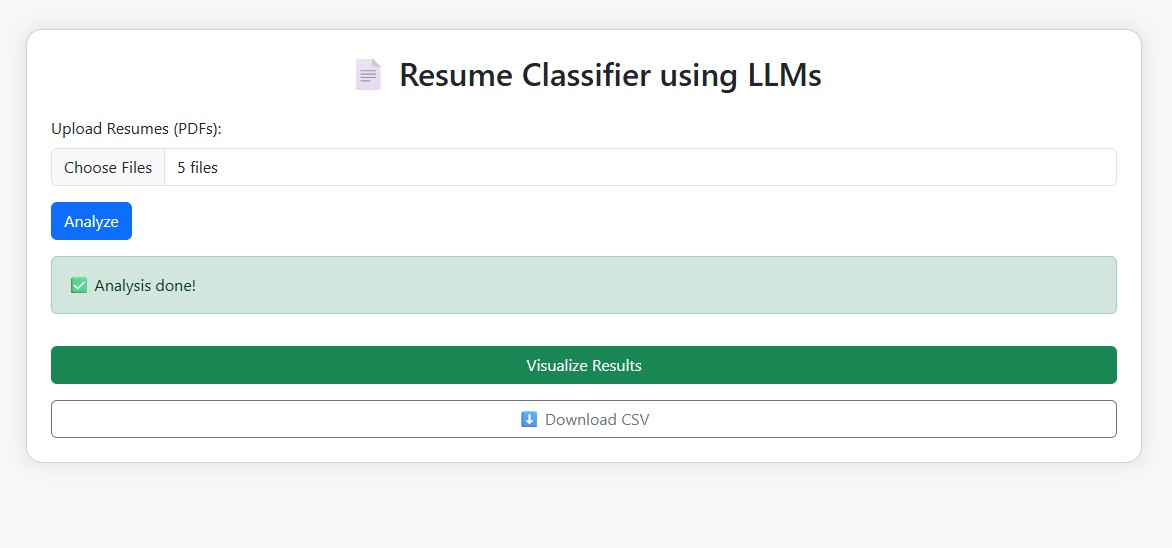 Resume Classifier using LLMs
Upload Resumes (PDFs):
Choose Files 5 files
Analyze
Analysis done!
Visualize Results
Download CSV